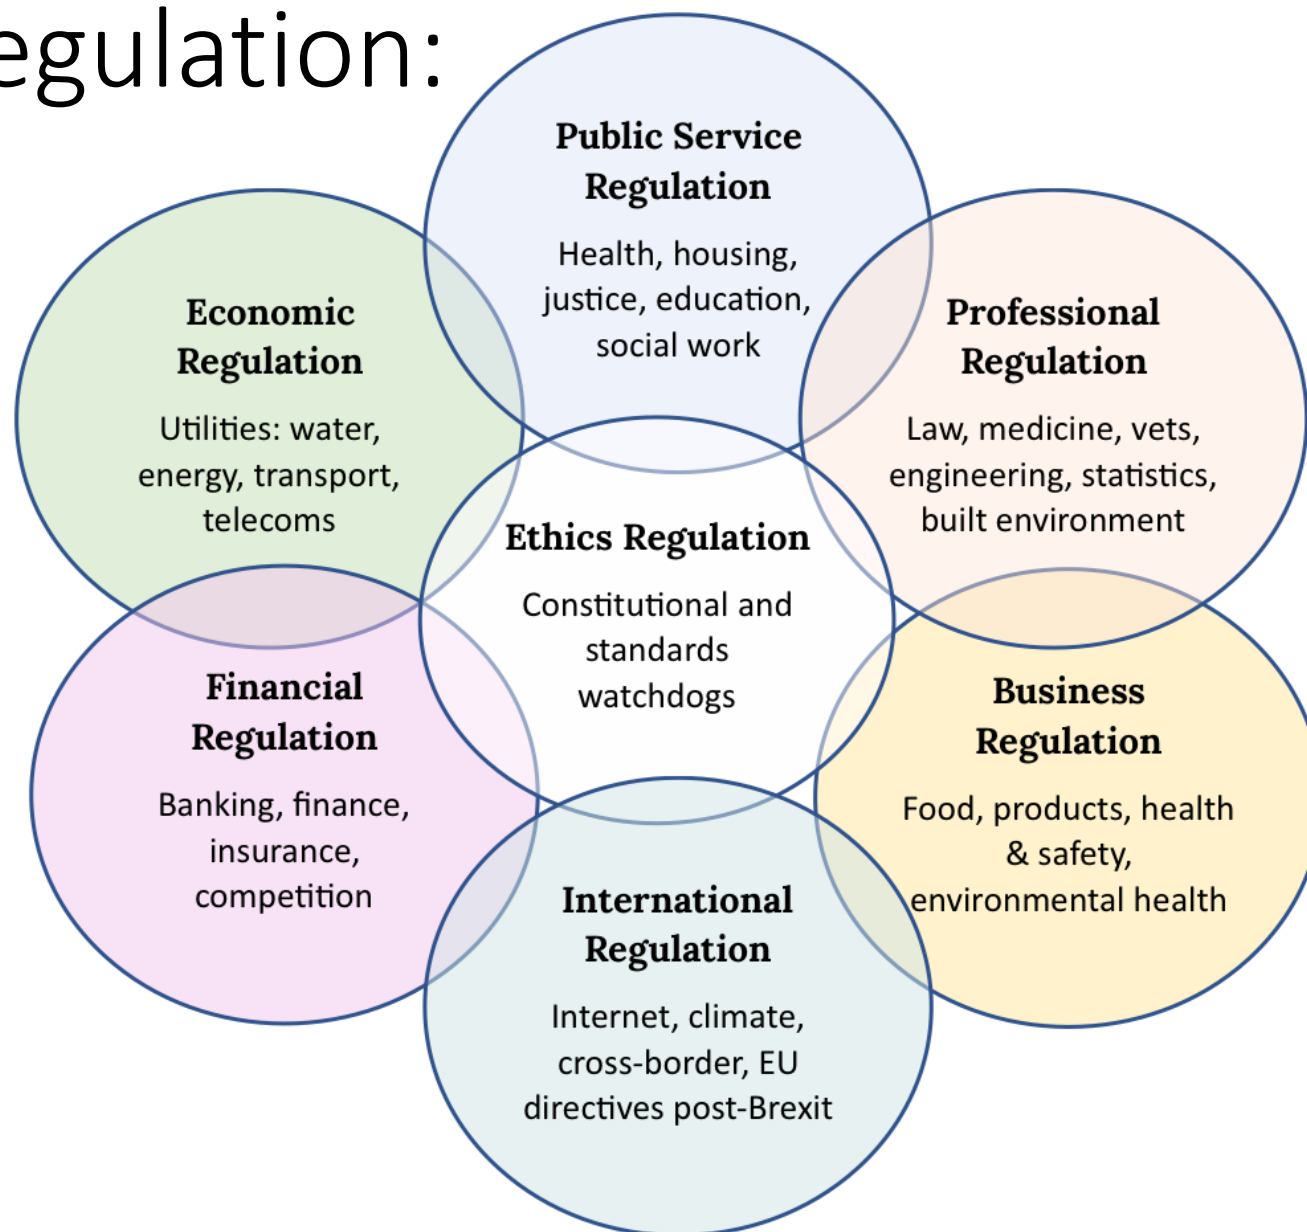 egulation:
Public Service
Regulation
Health, housing,
justice, education,
social work
Economic
Regulation
Utilities: water,
energy, transport,
telecoms
Professional
Regulation
Law, medicine, vets,
engineering, statistics,
built environment
Ethics Regulation
Constitutional and
standards
watchdogs
Financial
Regulation
Banking, finance,
insurance,
competition
Business
Regulation
Food, products, health
& safety,
environmental health
International
Regulation
Internet, climate,
cross-border, EU
directives post-Brexit